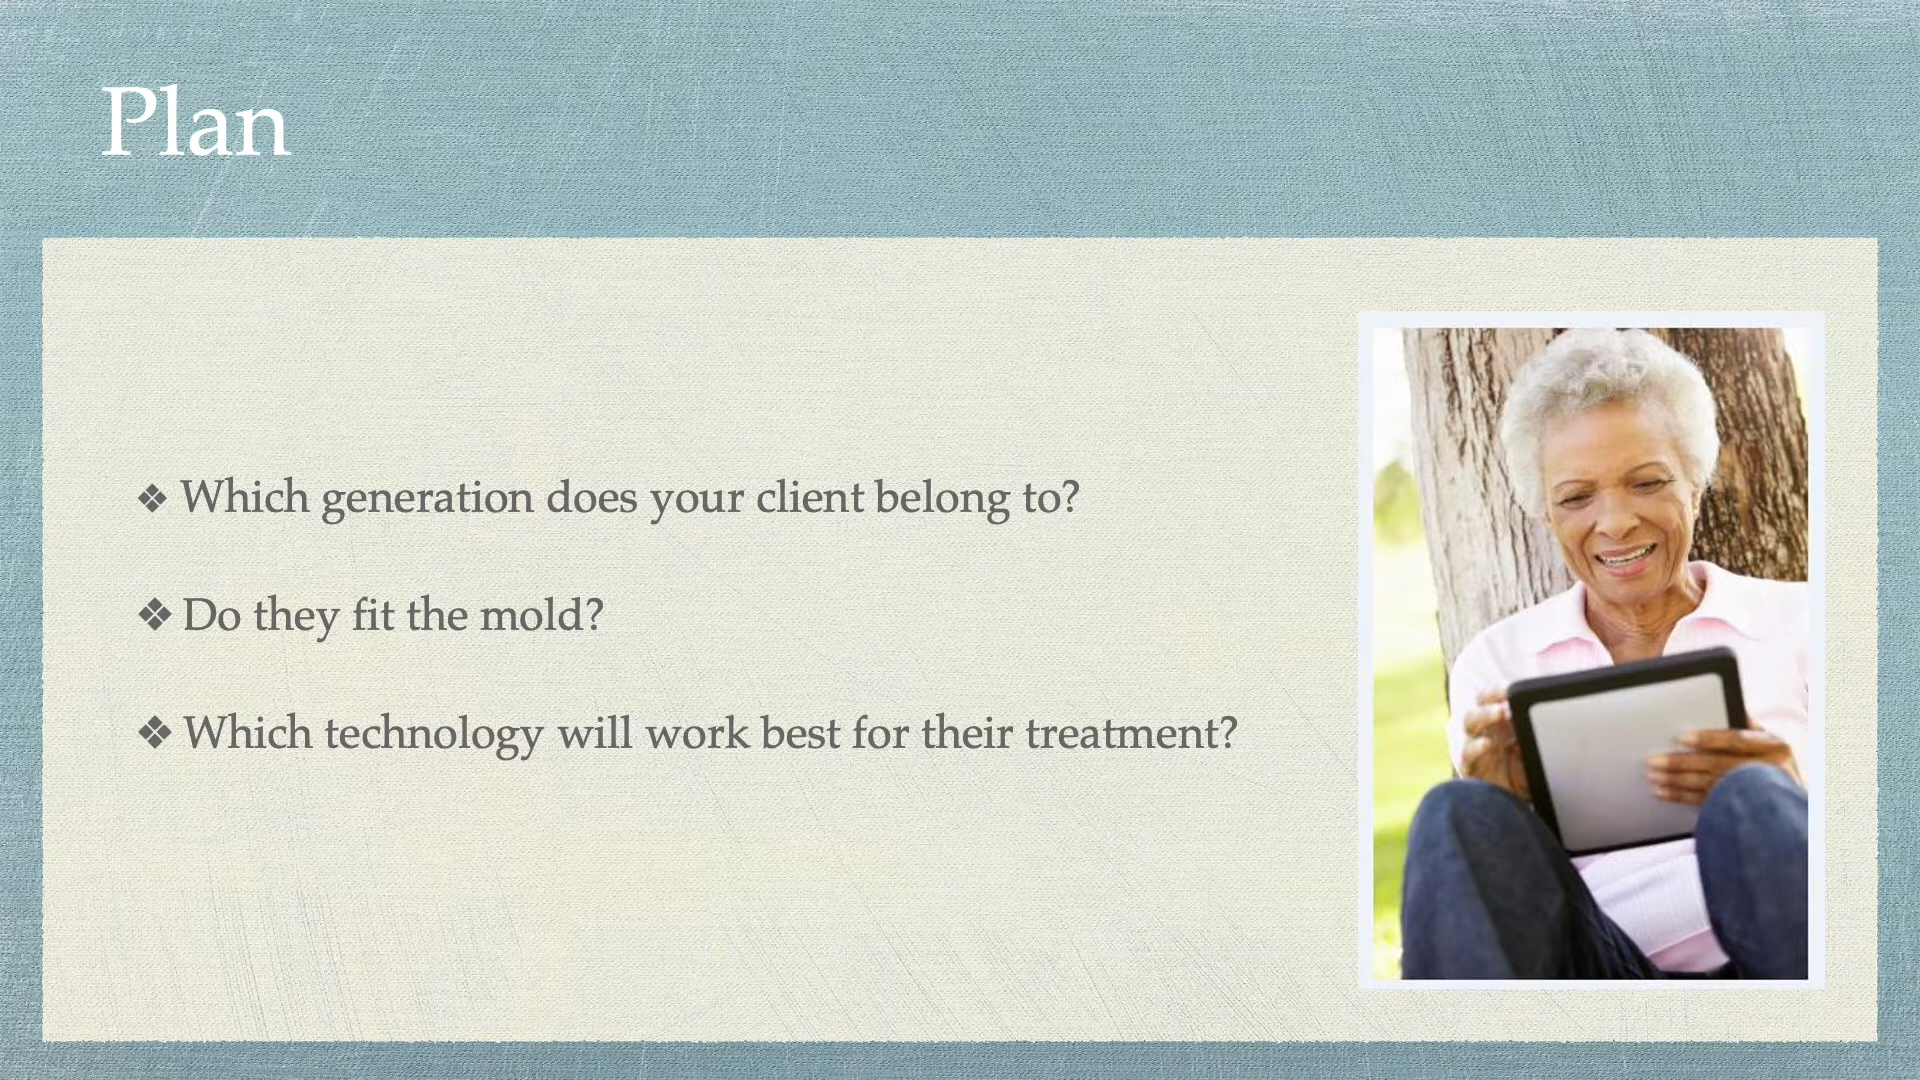 Plan
❖ Which generation does your client belong to?
❖ Do they fit the mold?
❖ Which technology will work best for their treatment?